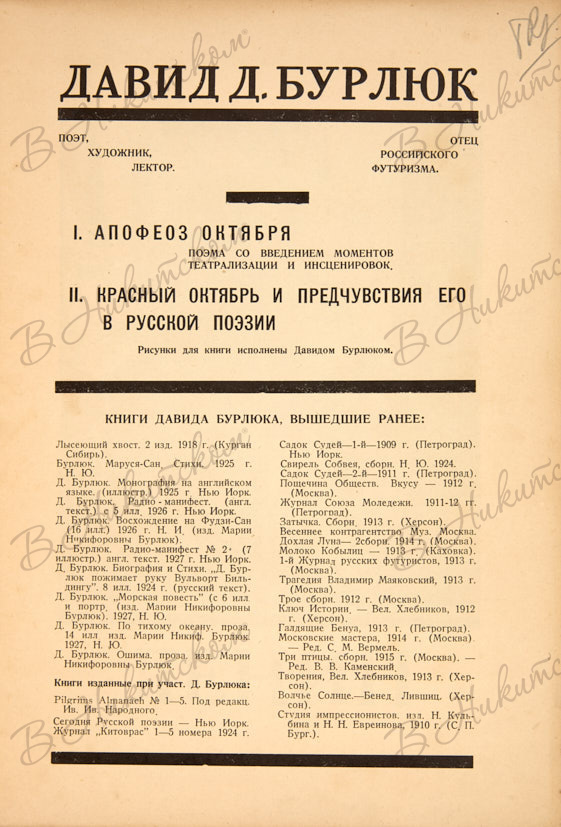 ДАВИД Д. БУРЛЮК
ПОЭТ,
ХУДОЖНИК,
ЛЕКТОР.
ОТЕЦ
РОССИЙСКОГО
ФУТУРИЗМА.
I. АПОФЕОЗ ОКТЯБРЯ
ПОЭМА СО ВВЕДЕНИЕМ МОМЕНТОВ
ТЕАТРАЛИЗАЦИИ И ИНСЦЕНИРОВОК.
II. КРАСНЫЙ ОКТЯБРЬ И ПРЕДЧУВСТВИЯ ЕГО
В РУССКОЙ ПОЭЗИИ
Рисунки для книги исполнены Давидом Бурлюком.
КНИГИ ДАВИДА БУРЛЮКА, ВЫШЕДШИЕ РАНЕЕ:
Лысеющий хвост. 2 изд. 1918 г. (Курган
Сибирь).
Бурлюк. Маруся-Сан. Стихи. 1925 г.
Н. Ю.
Д. Бурлюк. Монография на английском
языке. (иллюстр.) 1925 г. Нью Иорк.
Д. Бурлюк. Радио-манифест. (англ.
текст.) с 5 илл. 1926 г. Нью Иорк.
Д. Бурлюк. Восхождение на Фудзи-Сан
(16 илл.) 1926 г. Н. И. (изд. Марии
Никифоровны Бурлюк).
Д. Бурлюк. Радио-манифест № 2. (7
иллюстр.) англ. текст. 1927 г. Нью Иорк.
Д. Бурлюк. Биография и Стихи. „Д. Бур-
люк пожимает руку Вульворт Биль-
дингу". 8 илл. 1924 г. (русский текст).
Д. Бурлюк. „Морская повесть" (с 6 илл.
и портр. (изд. Марии Никифоровны
Бурлюк). 1927, Н. Ю.
Д. Бурлюк. По тихому океану. проза.
14 илл. изд. Марии Никиф. Бурлюк.
1927, Н. Ю.
Д. Бурлюк. Ошима. проза. изд. Марии
Никифоровны Бурлюк.
Книги изданные при участ. Д. Бурлюка:
Pilgrims Almanach № 1—5. Под редакц.
Ив. Ив. Народного.
Сегодня Русской поэзии — Нью Иорк.
Журнал „Китоврас" 1—5 номера 1924 г.
Садок Судей—1-й—1909 г. (Петроград).
Нью Иорк.
Свирель Собвея, сборн. Н. Ю. 1924.
Садок Судей—2-й—1911 г. (Петроград).
Пощечина Обществ. Вкусу — 1912 г.
(Москва).
Журнал Союза Молодежи. 1911-12 гг.
(Петроград).
Затычка. Сборн. 1913 г. (Херсон).
Весеннее контрагентство Муз. Москва.
Дохлая Луна— 2сборн. 1914 г. (Москва).
Молоко Кобылиц — 1913 г. (Каховка).
1-й Журнал русских футуристов, 1913 г.
(Москва).
Трагедия Владимир Маяковский, 1913 г.
(Москва).
Трое сборн. 1912 г. (Москва).
Ключ Истории. — Вел. Хлебников, 1912
г. (Херсон).
Галдящие Бенуа, 1913 г. (Петроград).
Московские мастера, 1914 г. (Москва)
— Ред. С. М. Вермель.
Три птицы. сборн. 1915 г. (Москва). —
Ред. В. В. Каменский.
Творения, Вел. Хлебников, 1913 г. (Хер-
сон).
Волчье Солнце.—Бенед. Лившиц. (Хер-
сон).
Студия импрессионистов. изд. Н. Куль-
бина и Н. Н. Евреинова, 1910 г. (С. П.
Бург.).
В Никитском